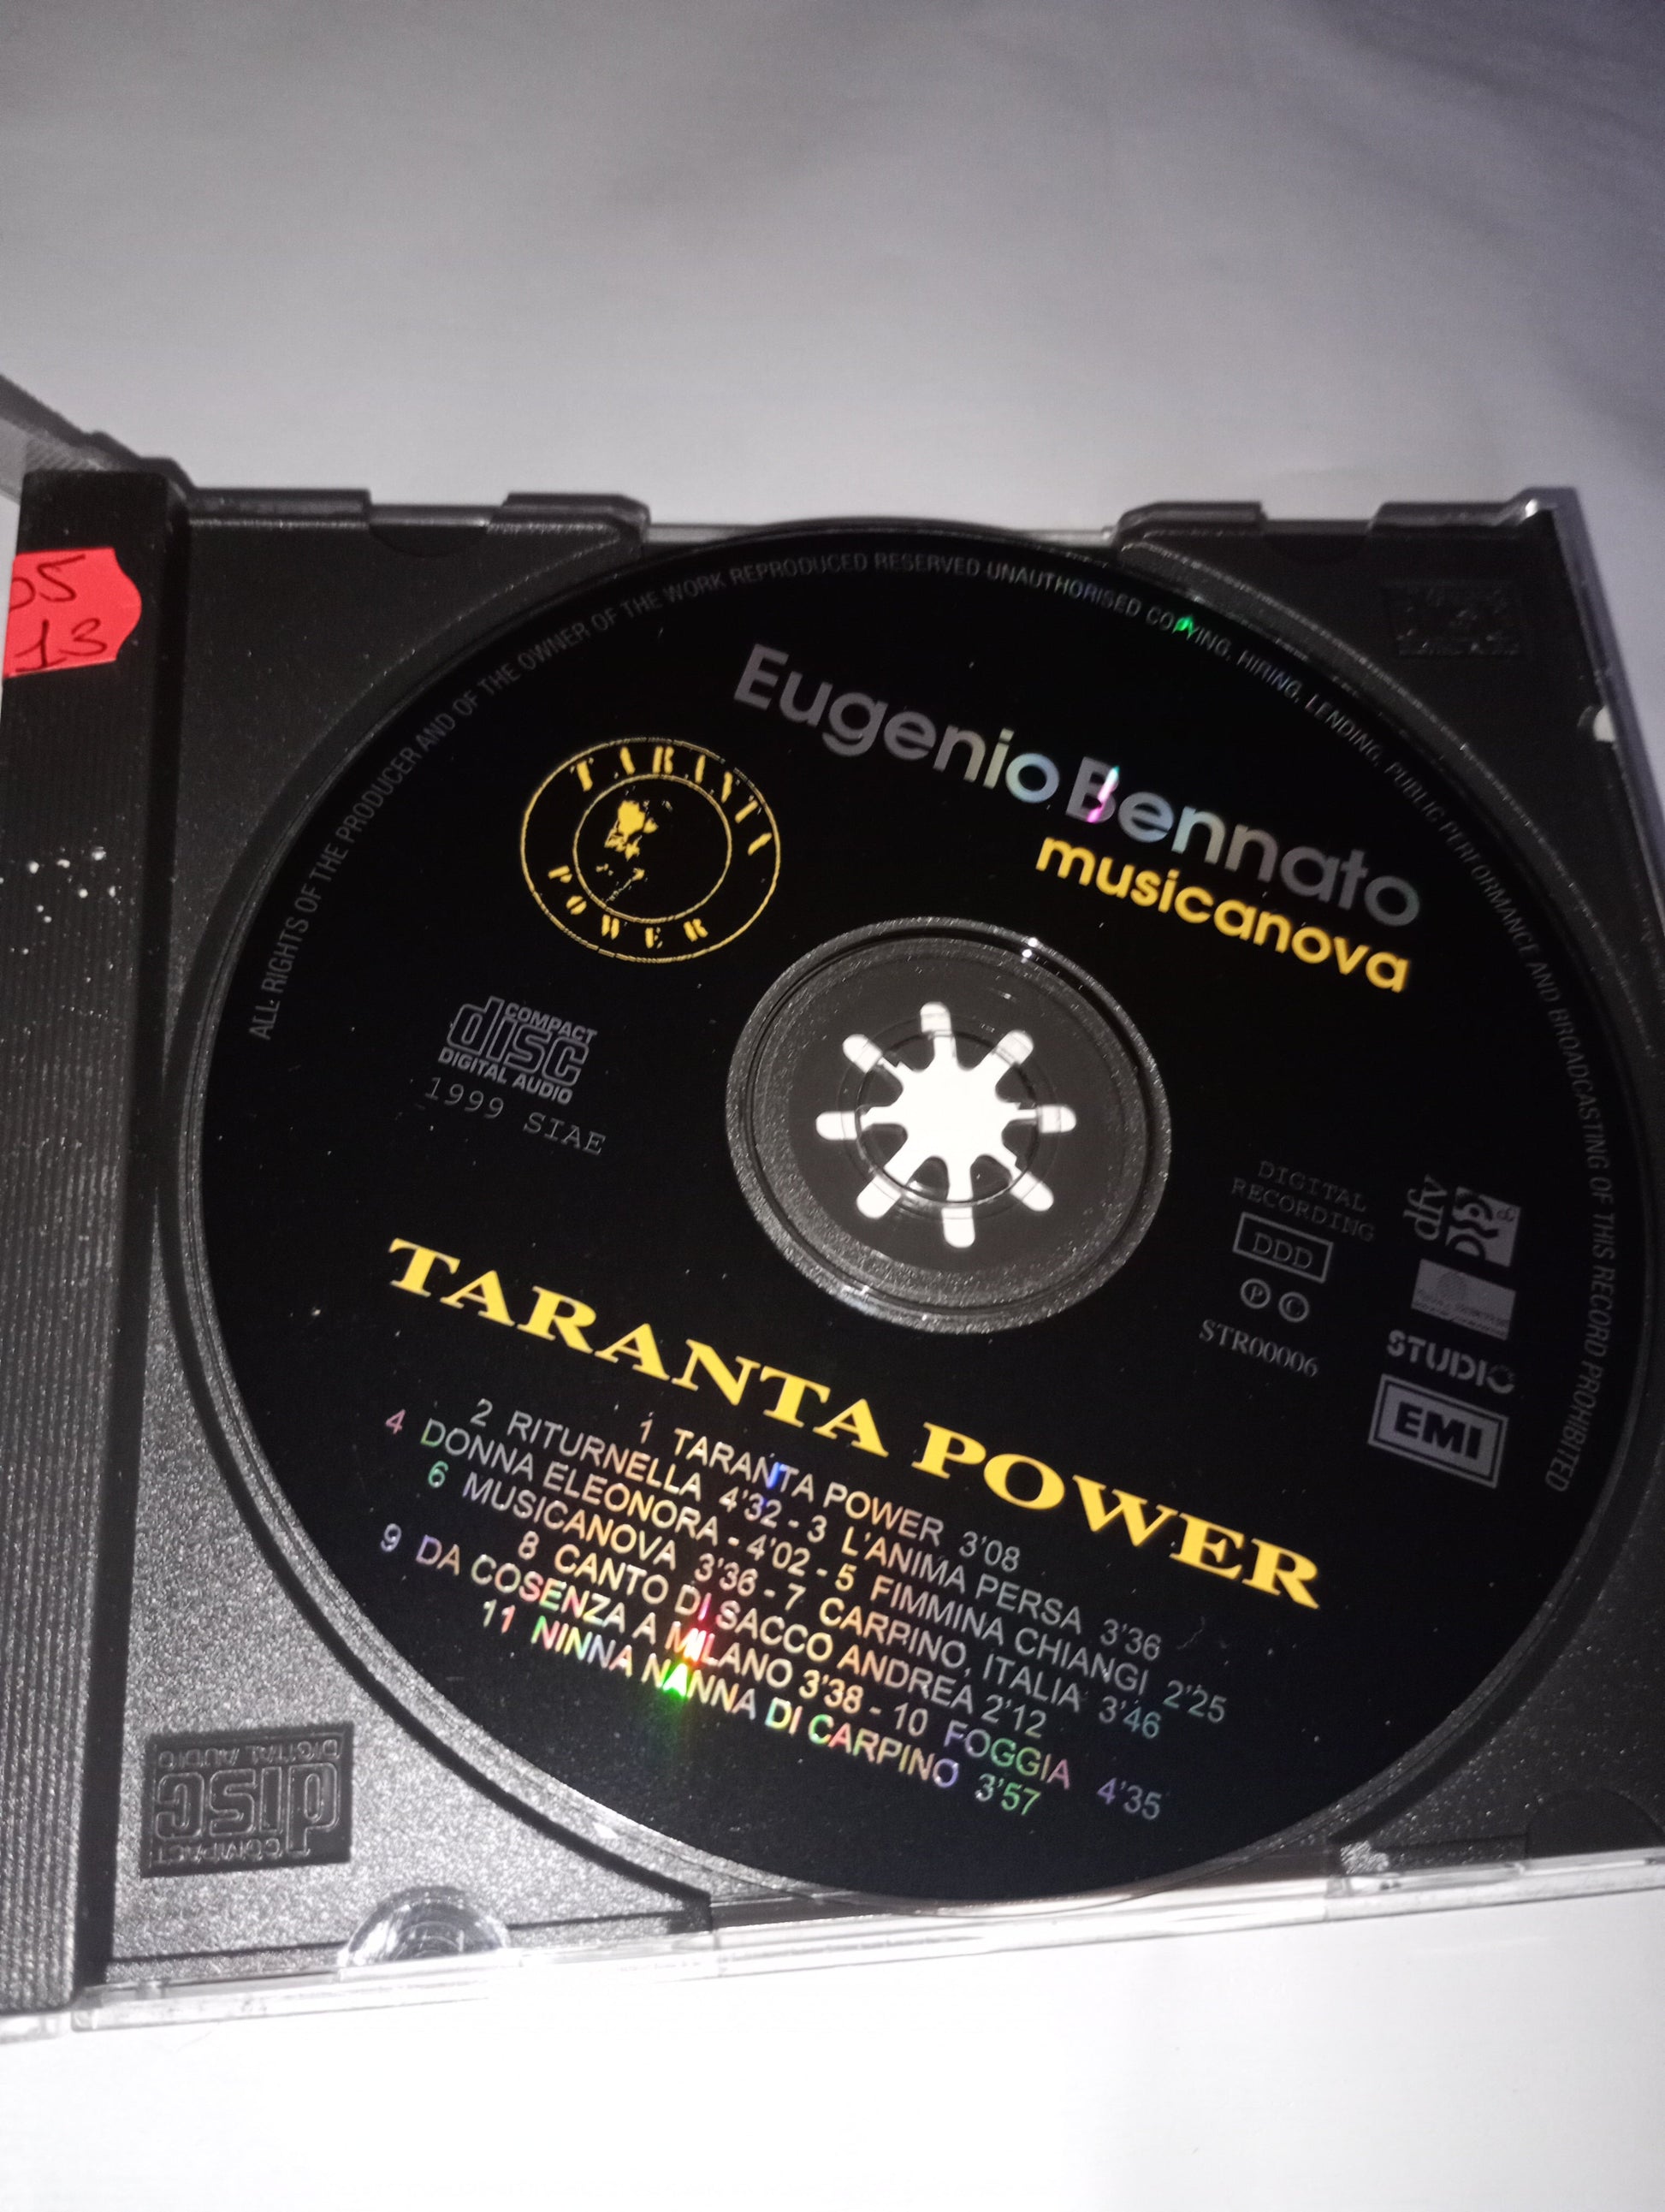 13
ALL RIGHTS OF THE PRODUCER AND OF THE OWNER OF THE WORK REPRODUCED RESERVED UNAUTHORISED COPYING, HIRING, LENDING, PUBLIC PERFORMANCE AND BROADCASTING OF THIS RECORD PROHIBITED
Eugenio Bennato
musicanova
TARANTA
POWER
COMPACT
disc
DIGITAL AUDIO
1999 SIAE
DIGITAL
RECORDING
DDD
P C
STR00006
dfv
STUDIO
EMI
TARANTA POWER
1 TARANTA POWER 3'08
2 RITURNELLA 4'32 - 3 L'ANIMA PERSA 3'36
4 DONNA ELEONORA - 4'02 - 5 FIMMINA CHIANGI 2'25
6 MUSICANOVA 3'36 - 7 CARPINO, ITALIA 3'46
8 CANTO DI SACCO ANDREA 2'12
9 DA COSENZA A MILANO 3'38 - 10 FOGGIA 4'35
11 NINNA NANNA DI CARPINO 3'57
COMPACT
disc
DIGITAL AUDIO